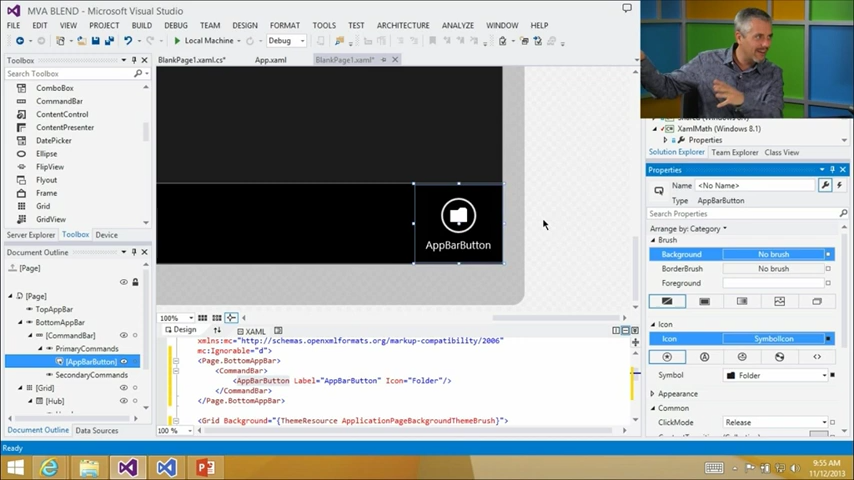 MVA BLEND - Microsoft Visual Studio
FILE EDIT VIEW PROJECT BUILD DEBUG TEAM DESIGN FORMAT TOOLS TEST ARCHITECTURE ANALYZE WINDOW HELP
Local Machine Debug
Toolbox
Search Toolbox
ComboBox
CommandBar
ContentControl
ContentPresenter
DatePicker
Ellipse
FlipView
Flyout
Frame
Grid
GridView
Server Explorer Toolbox Device
Document Outline
[Page]
[Page]
TopAppBar
BottomAppBar
[CommandBar]
PrimaryCommands
[AppBarButton]
SecondaryCommands
[Grid]
[Hub]
Document Outline Data Sources
BlankPage1.xaml.cs* App.xaml BlankPage1.xaml*
AppBarButton
100%
Design XAML
xmlns:mc="http://schemas.openxmlformats.org/markup-compatibility/2006"
mc:Ignorable="d">
<Page.BottomAppBar>
<CommandBar>
<AppBarButton Label="AppBarButton" Icon="Folder"/>
</CommandBar>
</Page.BottomAppBar>
<Grid Background="{ThemeResource ApplicationPageBackgroundThemeBrush}">
100 %
XamlMath (Windows 8.1)
Properties
Solution Explorer Team Explorer Class View
Properties
Name <No Name>
Type AppBarButton
Search Properties
Arrange by: Category
Brush
Background No brush
BorderBrush No brush
Foreground
Icon
Icon SymbolIcon
Symbol Folder
Appearance
Common
ClickMode Release
Ready
9:55 AM
11/12/2013